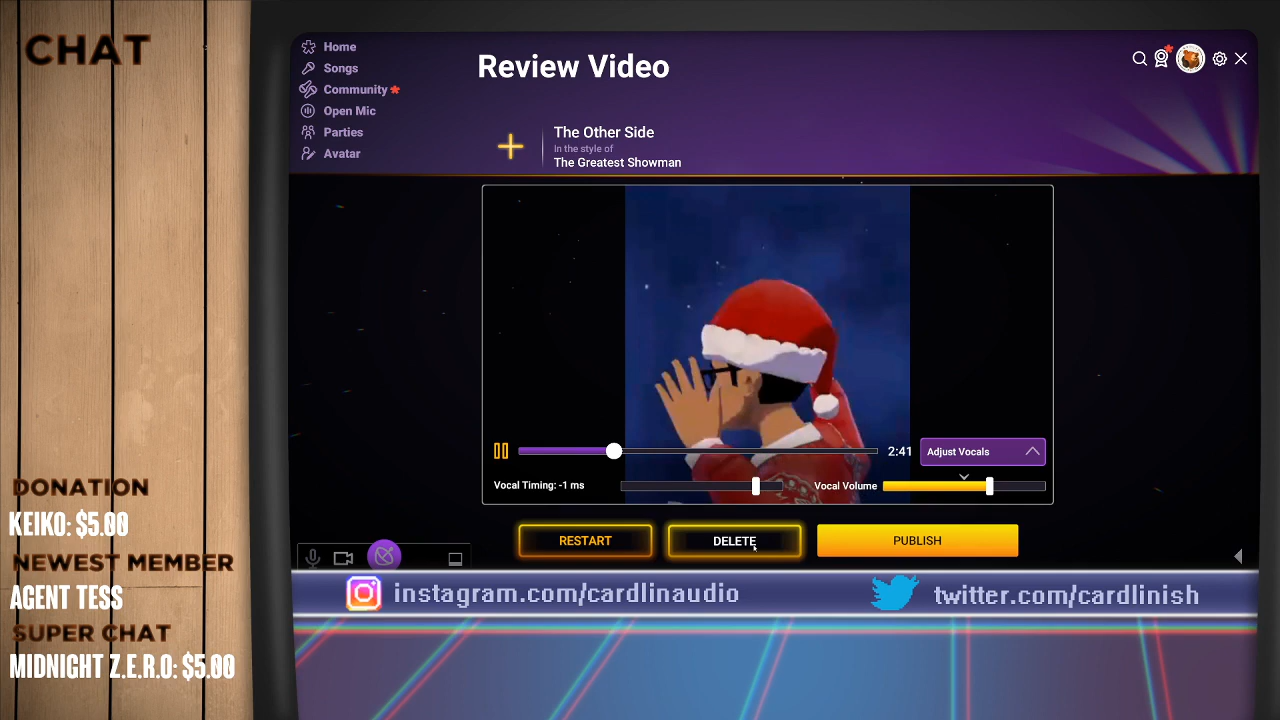 CHAT
Home
Songs
Community
Open Mic
Parties
Avatar
Review Video
The Other Side
In the style of
The Greatest Showman
2:41
Adjust Vocals
Vocal Timing: -1 ms
Vocal Volume
RESTART
DELETE
PUBLISH
DONATION
KEIKO: $5.00
NEWEST MEMBER
AGENT TESS
SUPER CHAT
MIDNIGHT Z.E.R.O: $5.00
instagram.com/cardlinaudio
twitter.com/cardlinish